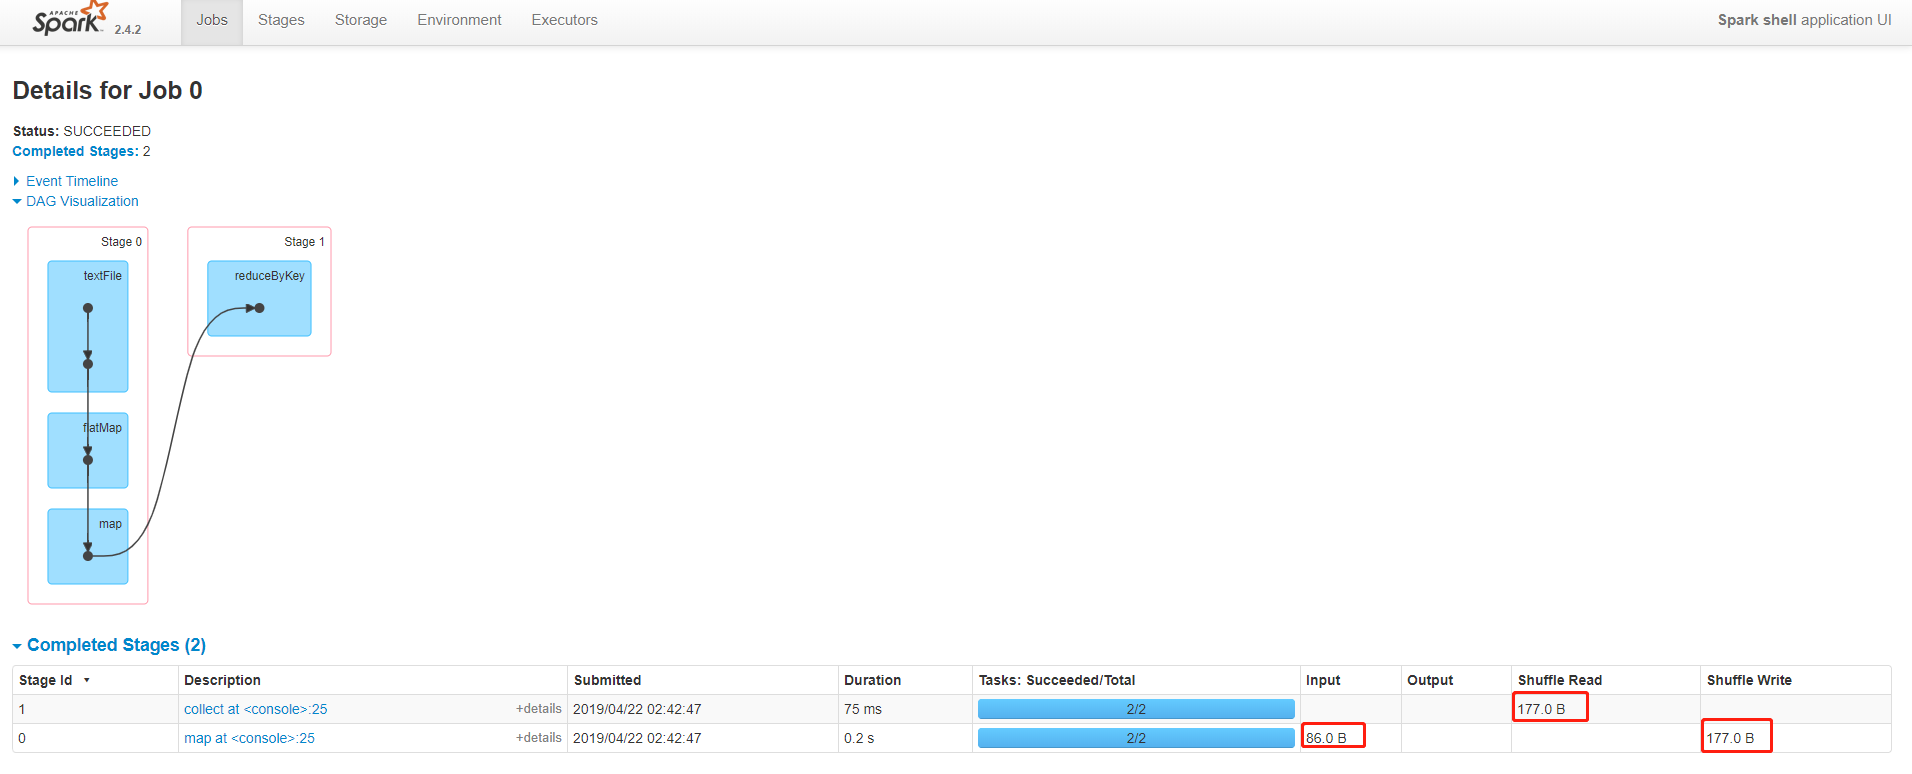 APACHE
Spark 2.4.2 Jobs Stages Storage Environment Executors Spark shell application UI
Details for Job 0
Status: SUCCEEDED
Completed Stages: 2
Event Timeline
DAG Visualization
Stage 0 Stage 1
textFile reduceByKey
flatMap
map
Completed Stages (2)
Stage Id Description Submitted Duration Tasks: Succeeded/Total Input Output Shuffle Read Shuffle Write
1 collect at <console>:25 +details 2019/04/22 02:42:47 75 ms 2/2 177.0 B
0 map at <console>:25 +details 2019/04/22 02:42:47 0.2 s 2/2 86.0 B 177.0 B